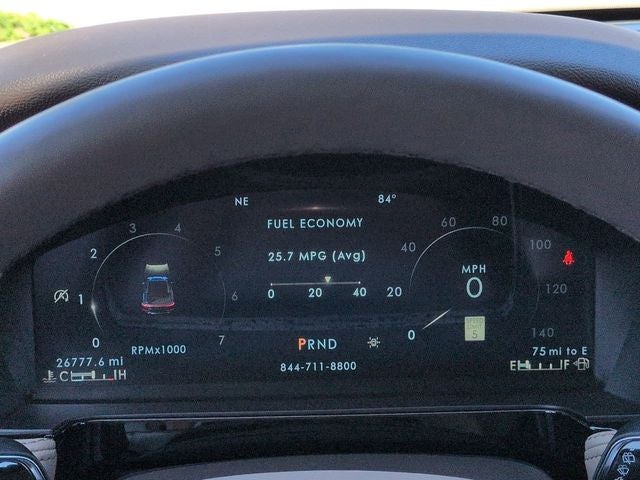 NE 84°
FUEL ECONOMY
25.7 MPG (Avg)
0 20 40
0 1 2 3 4 5 6 7
RPMx1000
0 20 40 60 80 100 120 140
MPH
0
5
PRND
844-711-8800
26777.6 mi
C H
75 mi to E
E F